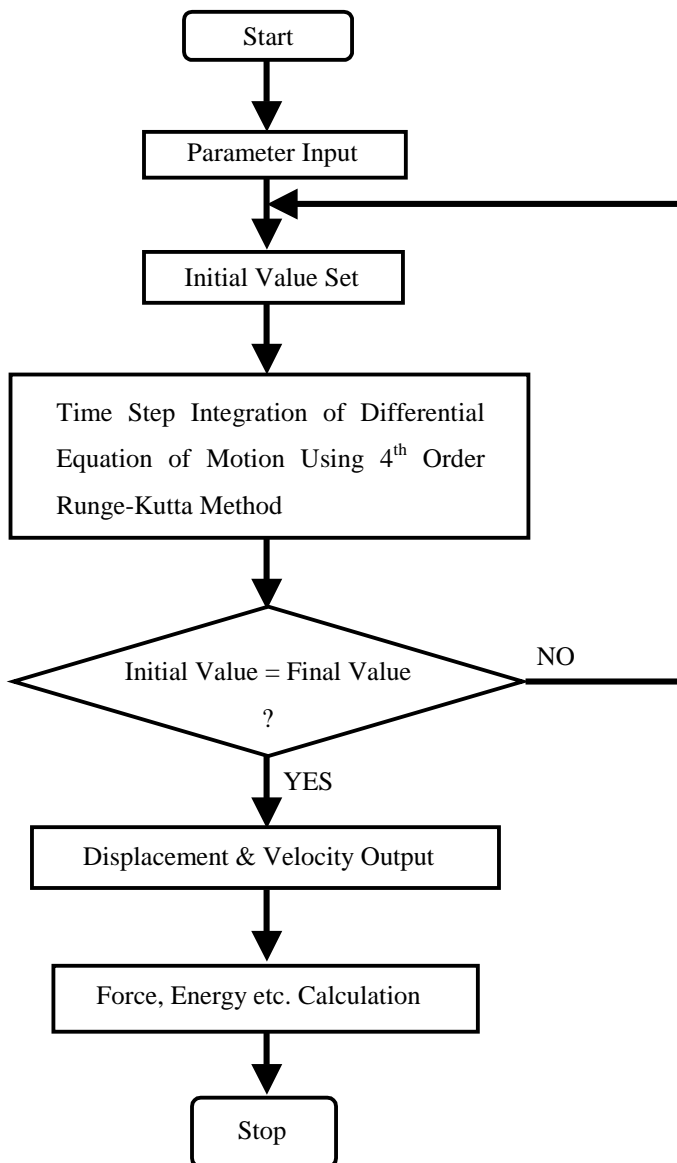 Start
Parameter Input
Initial Value Set
Time Step Integration of Differential
Equation of Motion Using 4th Order
Runge-Kutta Method
Initial Value = Final Value
?
NO
YES
Displacement & Velocity Output
Force, Energy etc. Calculation
Stop